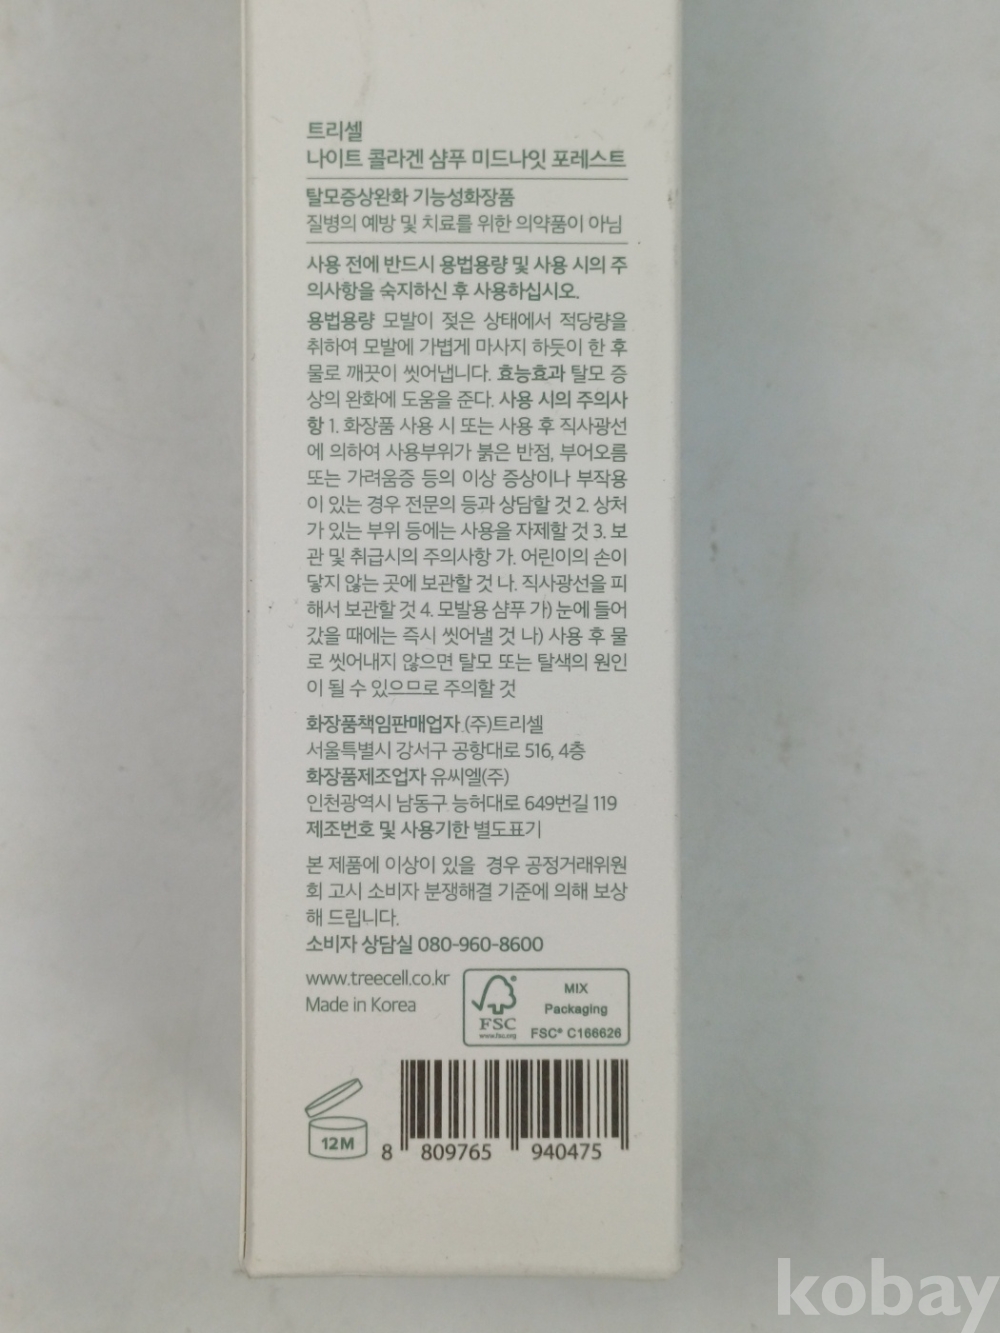 트리셀
나이트 콜라겐 샴푸 미드나잇 포레스트
탈모증상완화 기능성화장품
질병의 예방 및 치료를 위한 의약품이 아님
사용 전에 반드시 용법용량 및 사용 시의 주
의사항을 숙지하신 후 사용하십시오.
용법용량 모발이 젖은 상태에서 적당량을
취하여 모발에 가볍게 마사지 하듯이 한 후
물로 깨끗이 씻어냅니다. 효능효과 탈모 증
상의 완화에 도움을 준다. 사용 시의 주의사
항 1. 화장품 사용 시 또는 사용 후 직사광선
에 의하여 사용부위가 붉은 반점, 부어오름
또는 가려움증 등의 이상 증상이나 부작용
이 있는 경우 전문의 등과 상담할 것 2. 상처
가 있는 부위 등에는 사용을 자제할 것 3. 보
관 및 취급시의 주의사항 가. 어린이의 손이
닿지 않는 곳에 보관할 것 나. 직사광선을 피
해서 보관할 것 4. 모발용 샴푸 가) 눈에 들어
갔을 때에는 즉시 씻어낼 것 나) 사용 후 물
로 씻어내지 않으면 탈모 또는 탈색의 원인
이 될 수 있으므로 주의할 것
화장품책임판매업자 (주)트리셀
서울특별시 강서구 공항대로 516, 4층
화장품제조업자 유씨엘(주)
인천광역시 남동구 능허대로 649번길 119
제조번호 및 사용기한 별도표기
본 제품에 이상이 있을 경우 공정거래위원
회 고시 소비자 분쟁해결 기준에 의해 보상
해 드립니다.
소비자 상담실 080-960-8600
www.treecell.co.kr
Made in Korea
FSC
www.fsc.org
MIX
Packaging
FSC® C166626
12M
8 809765 940475
kobay